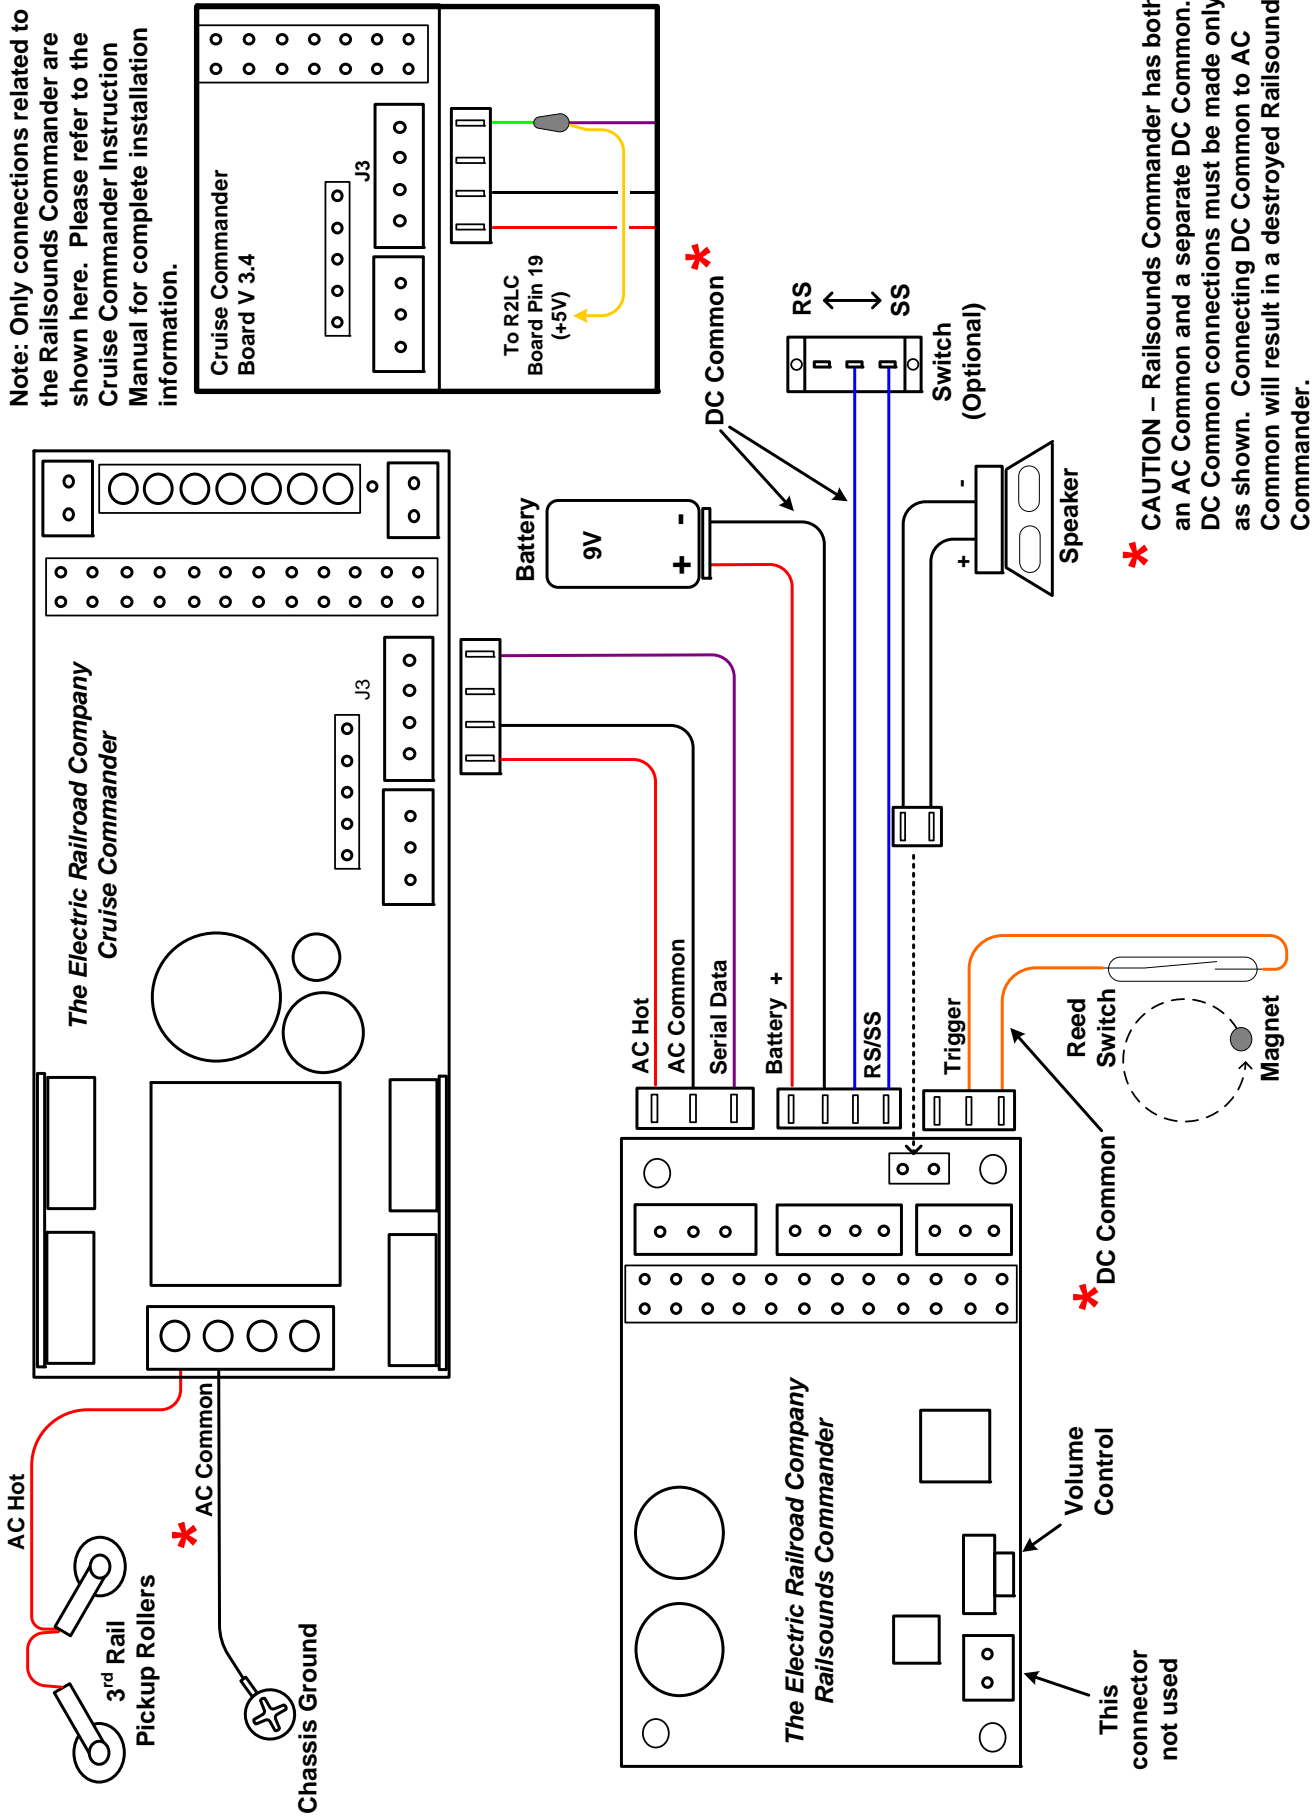 Note: Only connections related to
the Railsounds Commander are
shown here.  Please refer to the
Cruise Commander Instruction
Manual for complete installation
information.
AC Hot
3rd Rail
Pickup Rollers
AC Common
*
Chassis Ground
The Electric Railroad Company
Cruise Commander
J3
Cruise Commander
Board V 3.4
J3
To R2LC
Board Pin 19
(+5V)
Battery
9V
+ -
DC Common
*
RS
SS
Switch
(Optional)
AC Hot
AC Common
Serial Data
Battery +
RS/SS
Trigger
+ -
Speaker
Reed
Switch
Magnet
*
DC Common
The Electric Railroad Company
Railsounds Commander
Volume
Control
This
connector
not used
*
CAUTION – Railsounds Commander has both
an AC Common and a separate DC Common.
DC Common connections must be made only
as shown.  Connecting DC Common to AC
Common will result in a destroyed Railsound
Commander.